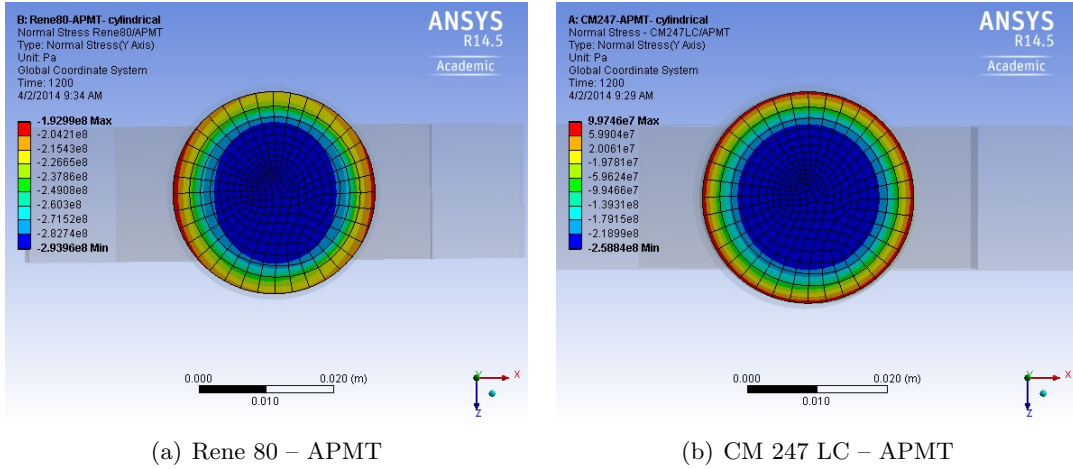 B: Rene80-APMT- cylindrical
Normal Stress Rene80/APMT
Type: Normal Stress(Y Axis)
Unit: Pa
Global Coordinate System
Time: 1200
4/2/2014 9:34 AM
ANSYS
R14.5
Academic
-1.9299e8 Max
-2.0421e8
-2.1543e8
-2.2665e8
-2.3786e8
-2.4908e8
-2.603e8
-2.7152e8
-2.8274e8
-2.9396e8 Min
0.000
0.020 (m)
0.010
Y
X
Z
(a) Rene 80 – APMT
A: CM247-APMT- cylindrical
Normal Stress - CM247LC/APMT
Type: Normal Stress(Y Axis)
Unit: Pa
Global Coordinate System
Time: 1200
4/2/2014 9:29 AM
ANSYS
R14.5
Academic
9.9746e7 Max
5.9904e7
2.0061e7
-1.9781e7
-5.9624e7
-9.9466e7
-1.3931e8
-1.7915e8
-2.1899e8
-2.5884e8 Min
0.000
0.020 (m)
0.010
Y
X
Z
(b) CM 247 LC – APMT